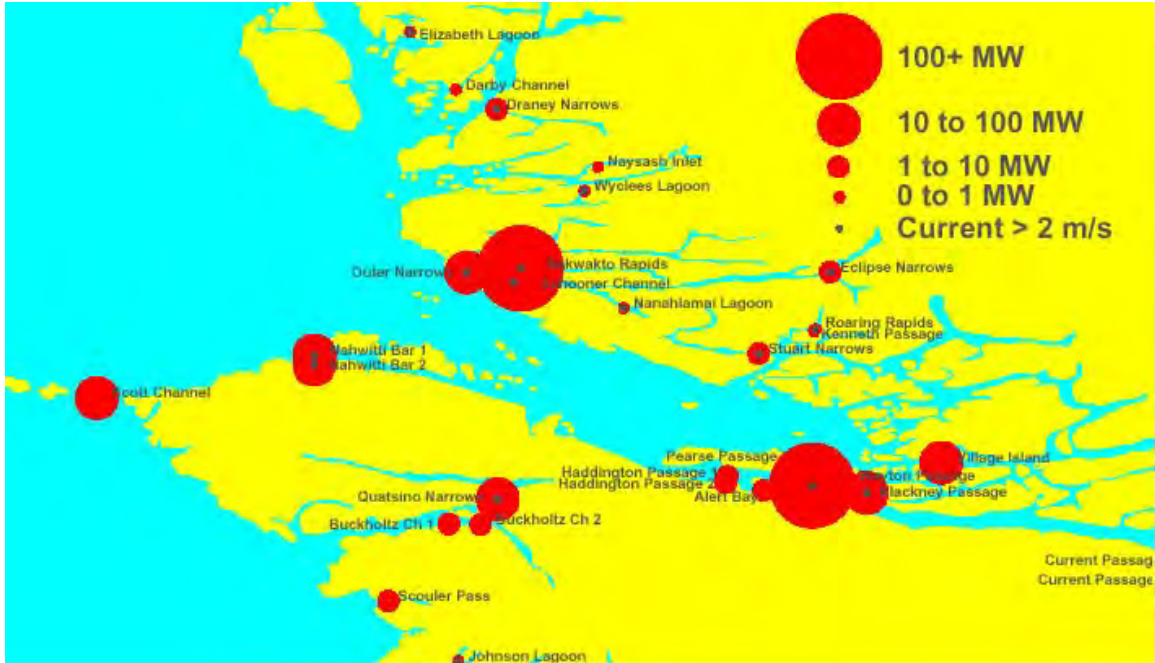 Elizabeth Lagoon
100+ MW
Darby Channel
Draney Narrows
10 to 100 MW
Naysash Inlet
1 to 10 MW
Wyclees Lagoon
0 to 1 MW
Current > 2 m/s
Nakwakto Rapids
Outer Narrows
Eclipse Narrows
Schooner Channel
Nanahlamai Lagoon
Roaring Rapids
Kenneth Passage
Stuart Narrows
Nahwitti Bar 1
Nahwitti Bar 2
Scott Channel
Pearse Passage
Village Island
Haddington Passage 1
Haddington Passage 2
Weyton Passage
Blackney Passage
Alert Bay
Quatsino Narrows
Buckholtz Ch 1
Buckholtz Ch 2
Current Passag
Current Passage
Scouler Pass
Johnson Lagoon